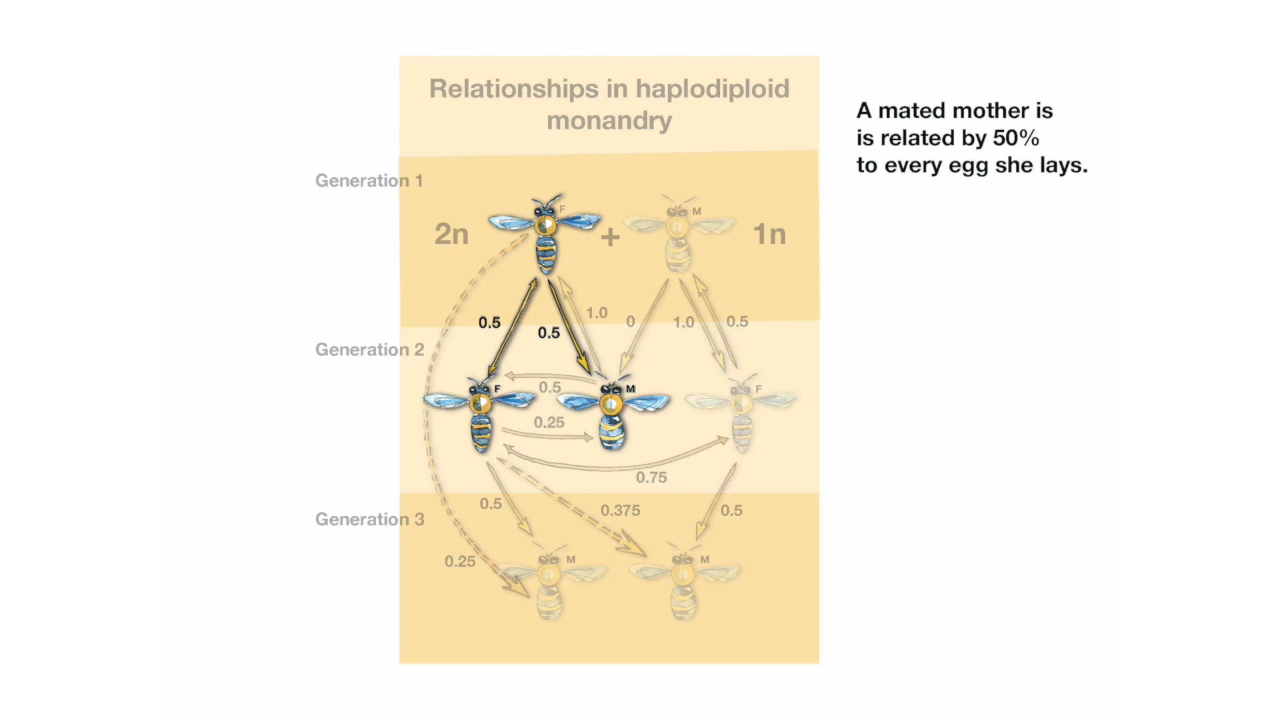 Relationships in haplodiploid
monandry
A mated mother is
is related by 50%
to every egg she lays.
Generation 1
2n
F
+
M
1n
0.5
0.5
1.0
0
1.0
0.5
Generation 2
F
0.5
M
F
0.25
0.75
Generation 3
0.5
0.375
0.5
0.25
M
M